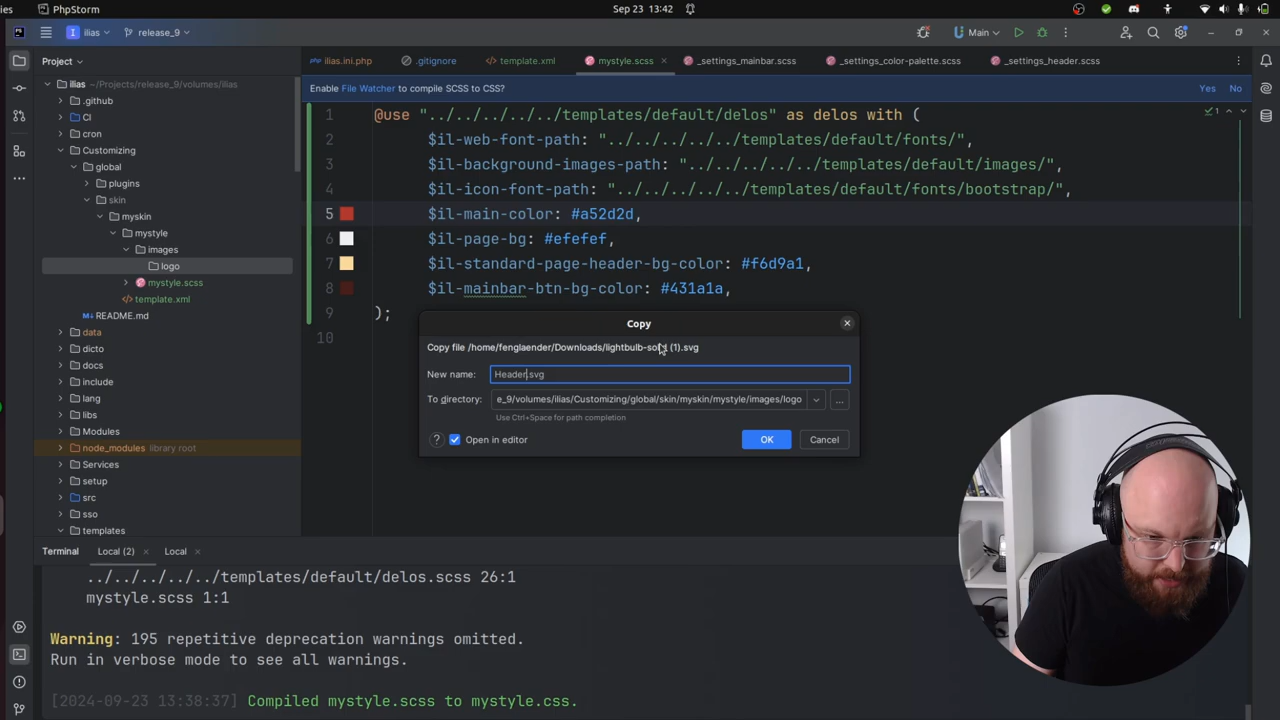 ies
PhpStorm
Sep 23 13:42
ilias
release_9
Main
Project
ilias.ini.php
.gitignore
template.xml
mystyle.scss
_settings_mainbar.scss
_settings_color-palette.scss
_settings_header.scss
Enable File Watcher to compile SCSS to CSS?
Yes
No
ilias ~/Projects/release_9/volumes/ilias
.github
CI
cron
Customizing
global
plugins
skin
myskin
mystyle
images
logo
mystyle.scss
template.xml
README.md
data
dicto
docs
include
lang
libs
Modules
node_modules library root
Services
setup
src
sso
templates
1 @use "../../../../../templates/default/delos" as delos with (
2 $il-web-font-path: "../../../../../templates/default/fonts/",
3 $il-background-images-path: "../../../../../templates/default/images/",
4 $il-icon-font-path: "../../../../../templates/default/fonts/bootstrap/",
5 $il-main-color: #a52d2d,
6 $il-page-bg: #efefef,
7 $il-standard-page-header-bg-color: #f6d9a1,
8 $il-mainbar-btn-bg-color: #431a1a,
9 );
10
1
Copy
Copy file /home/fenglaender/Downloads/lightbulb-solid (1).svg
New name:
Header.svg
To directory:
e_9/volumes/ilias/Customizing/global/skin/myskin/mystyle/images/logo
Use Ctrl+Space for path completion
Open in editor
OK
Cancel
Terminal
Local (2)
Local
../../../../../templates/default/delos.scss 26:1
mystyle.scss 1:1
Warning: 195 repetitive deprecation warnings omitted.
Run in verbose mode to see all warnings.
[2024-09-23 13:38:37] Compiled mystyle.scss to mystyle.css.